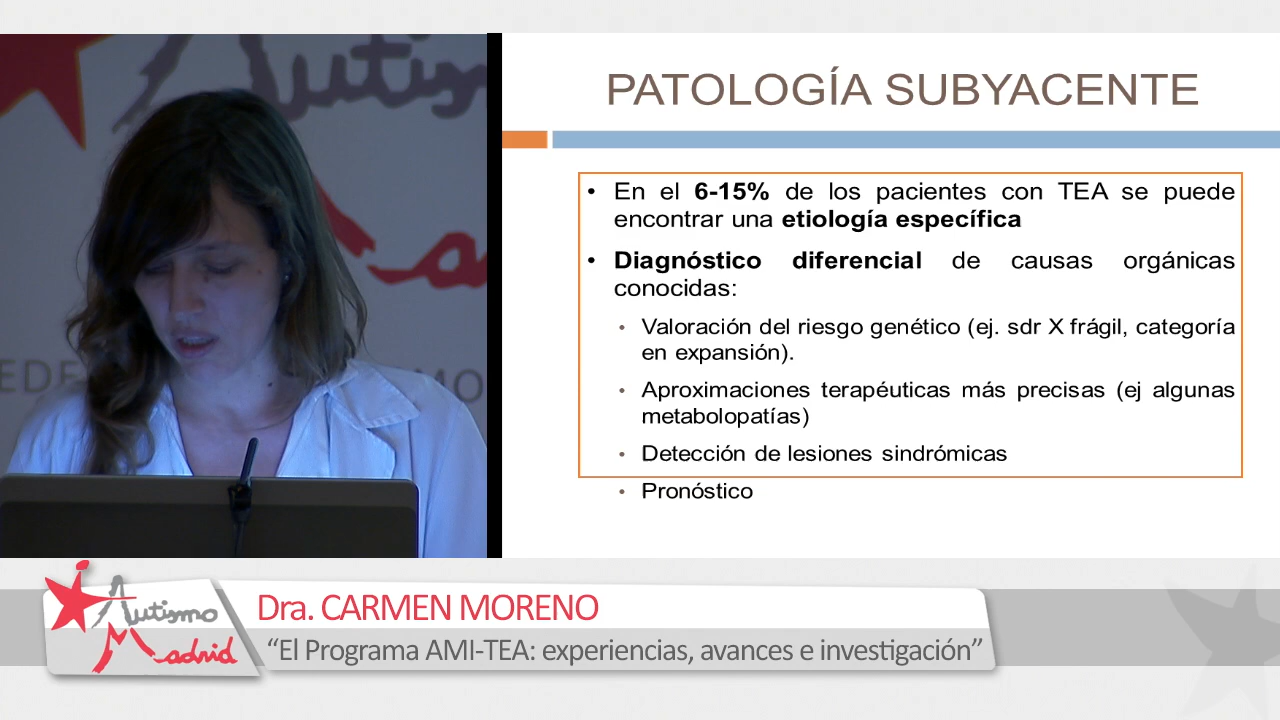 Autismo
PATOLOGÍA SUBYACENTE
• En el 6-15% de los pacientes con TEA se puede
encontrar una etiología específica
• Diagnóstico diferencial de causas orgánicas
conocidas:
• Valoración del riesgo genético (ej. sdr X frágil, categoría
en expansión).
• Aproximaciones terapéuticas más precisas (ej algunas
metabolopatías)
• Detección de lesiones sindrómicas
• Pronóstico
Autismo
Madrid
Dra. CARMEN MORENO
“El Programa AMI-TEA: experiencias, avances e investigación”